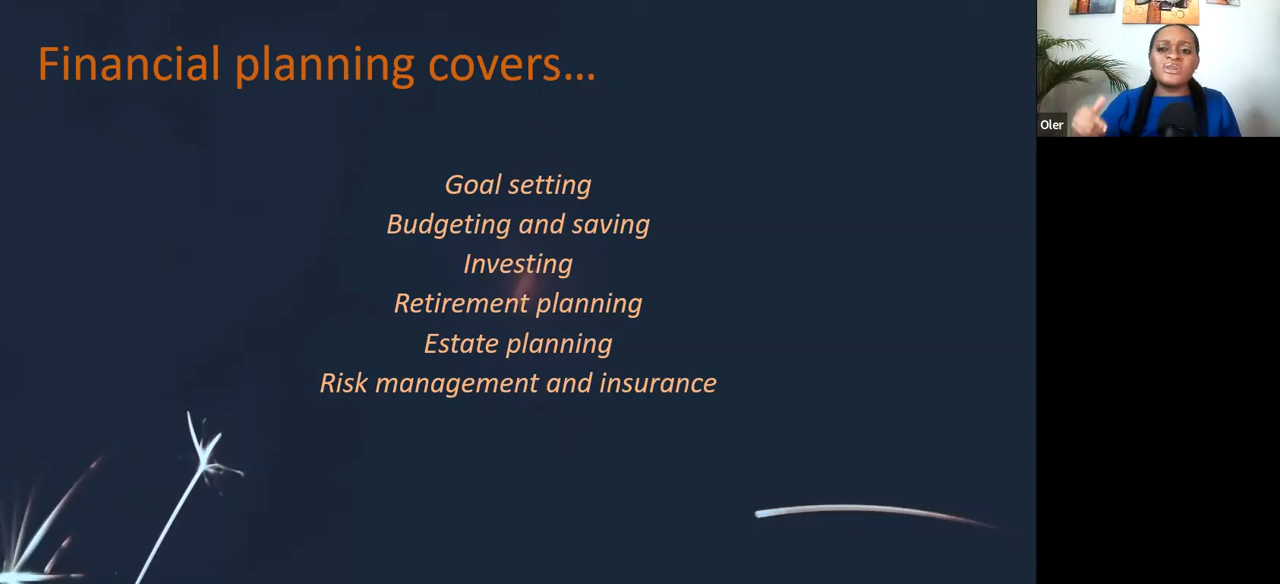 Financial planning covers...
Goal setting
Budgeting and saving
Investing
Retirement planning
Estate planning
Risk management and insurance
Oler